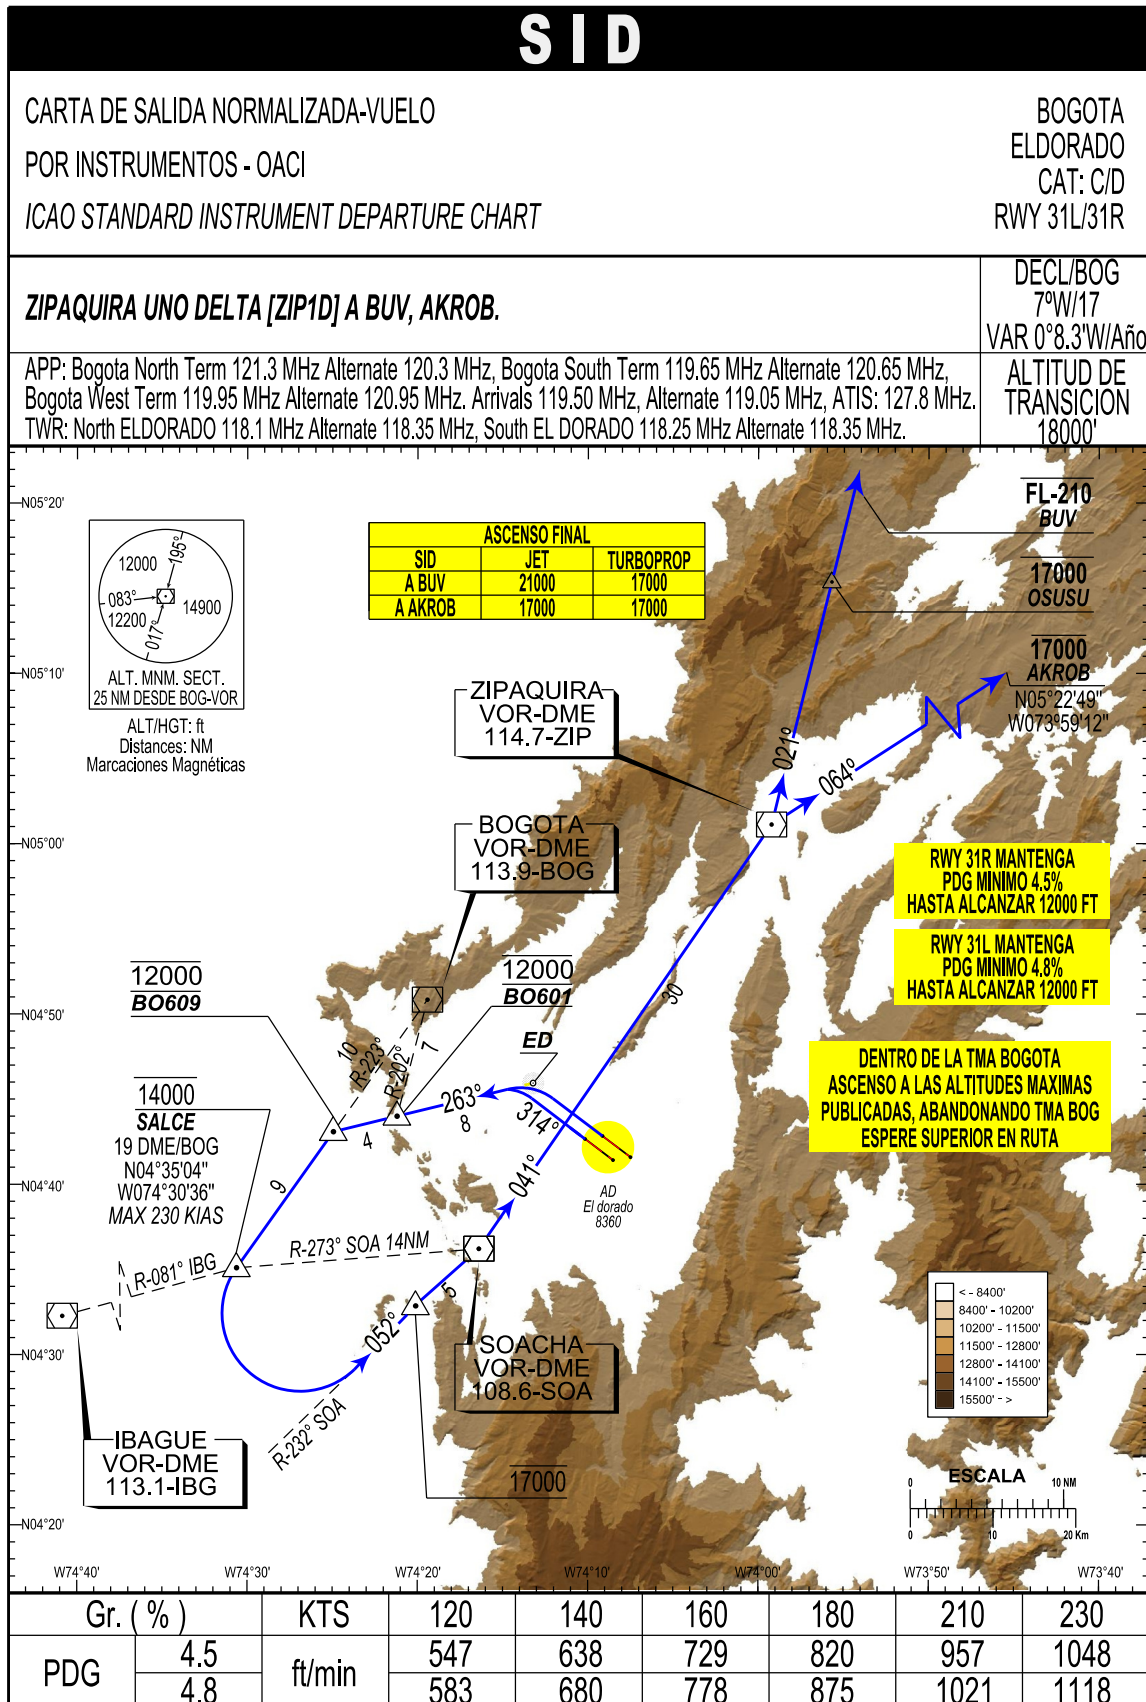 SID
CARTA DE SALIDA NORMALIZADA-VUELO
POR INSTRUMENTOS - OACI
ICAO STANDARD INSTRUMENT DEPARTURE CHART
BOGOTA
ELDORADO
CAT: C/D
RWY 31L/31R
ZIPAQUIRA UNO DELTA [ZIP1D] A BUV, AKROB.
DECL/BOG
7°W/17
VAR 0°8.3'W/Año
APP: Bogota North Term 121.3 MHz Alternate 120.3 MHz, Bogota South Term 119.65 MHz Alternate 120.65 MHz,
Bogota West Term 119.95 MHz Alternate 120.95 MHz. Arrivals 119.50 MHz, Alternate 119.05 MHz, ATIS: 127.8 MHz.
TWR: North ELDORADO 118.1 MHz Alternate 118.35 MHz, South EL DORADO 118.25 MHz Alternate 118.35 MHz.
ALTITUD DE
TRANSICION
18000'
N05°20'
N05°10'
N05°00'
N04°50'
N04°40'
N04°30'
N04°20'
12000
195°
083°
12200
14900
017°
ALT. MNM. SECT.
25 NM DESDE BOG-VOR
ALT/HGT: ft
Distances: NM
Marcaciones Magnéticas
ASCENSO FINAL
SID JET TURBOPROP
A BUV 21000 17000
A AKROB 17000 17000
FL-210
BUV
17000
OSUSU
17000
AKROB
N05°22'49"
W073°59'12"
ZIPAQUIRA
VOR-DME
114.7-ZIP
021°
064°
BOGOTA
VOR-DME
113.9-BOG
RWY 31R MANTENGA
PDG MINIMO 4.5%
HASTA ALCANZAR 12000 FT
RWY 31L MANTENGA
PDG MINIMO 4.8%
HASTA ALCANZAR 12000 FT
DENTRO DE LA TMA BOGOTA
ASCENSO A LAS ALTITUDES MAXIMAS
PUBLICADAS, ABANDONANDO TMA BOG
ESPERE SUPERIOR EN RUTA
12000
BO609
12000
BO601
30
ED
10
R-223°
R-202°
7
263°
8
314°
4
9
14000
SALCE
19 DME/BOG
N04°35'04"
W074°30'36"
MAX 230 KIAS
041°
AD
El dorado
8360
R-273° SOA 14NM
R-081° IBG
5
052°
R-232° SOA
SOACHA
VOR-DME
108.6-SOA
IBAGUE
VOR-DME
113.1-IBG
17000
< - 8400'
8400' - 10200'
10200' - 11500'
11500' - 12800'
12800' - 14100'
14100' - 15500'
15500' - >
ESCALA
0 10 NM
0 10 20 Km
W74°40' W74°30' W74°20' W74°10' W74°00' W73°50' W73°40'
Gr. ( % ) KTS 120 140 160 180 210 230
PDG 4.5 ft/min 547 638 729 820 957 1048
4.8 583 680 778 875 1021 1118